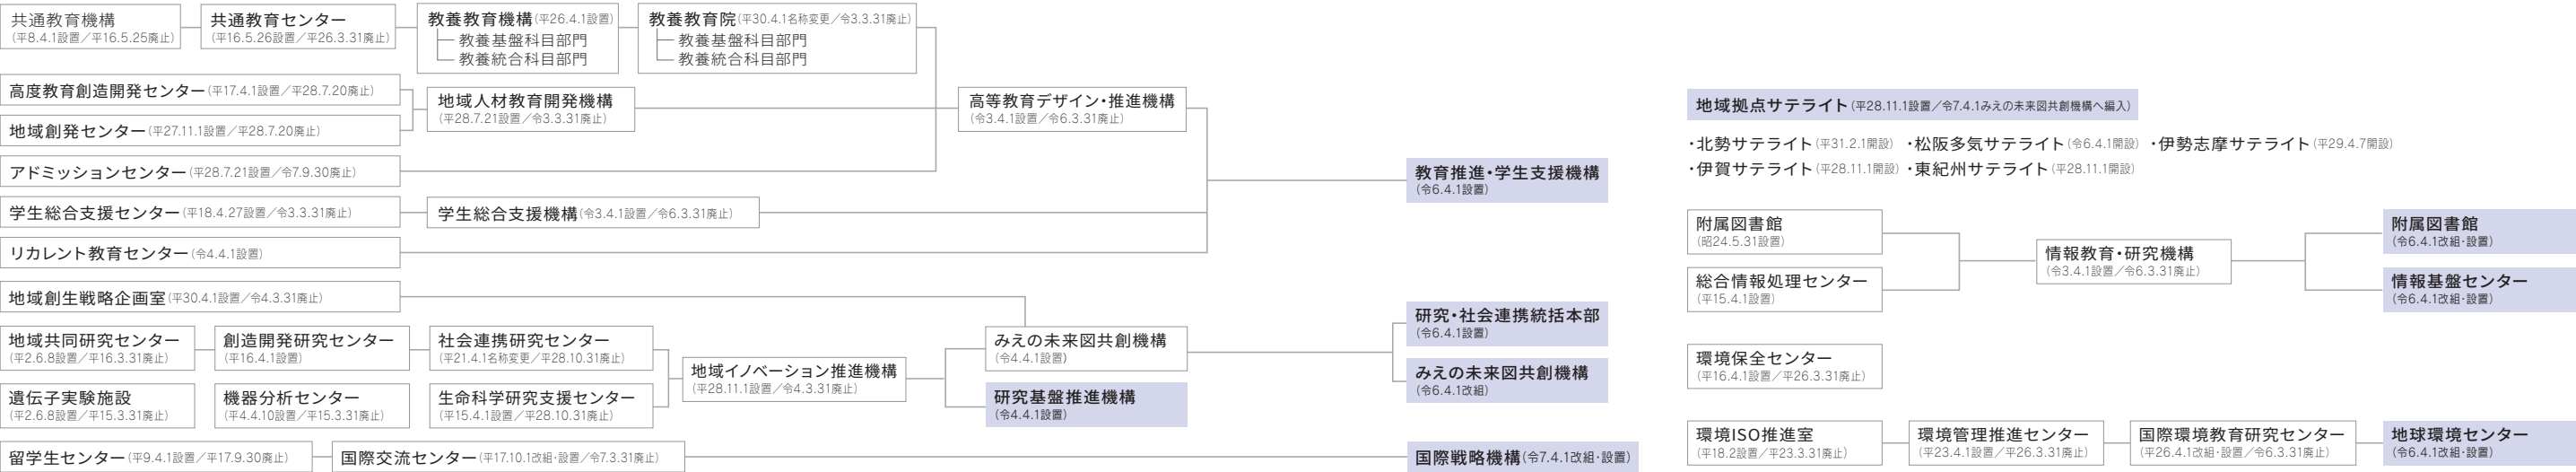 共通教育機構
（平8.4.1設置／平16.5.25廃止）
共通教育センター
（平16.5.26設置／平26.3.31廃止）
教養教育機構（平26.4.1設置）
教養基盤科目部門
教養統合科目部門
教養教育院（平30.4.1名称変更／令3.3.31廃止）
教養基盤科目部門
教養統合科目部門
高度教育創造開発センター（平17.4.1設置／平28.7.20廃止）
地域創発センター（平27.11.1設置／平28.7.20廃止）
地域人材教育開発機構
（平28.7.21設置／令3.3.31廃止）
高等教育デザイン・推進機構
（令3.4.1設置／令6.3.31廃止）
アドミッションセンター（平28.7.21設置／令7.9.30廃止）
教育推進・学生支援機構
（令6.4.1設置）
学生総合支援センター（平18.4.27設置／令3.3.31廃止）
学生総合支援機構（令3.4.1設置／令6.3.31廃止）
リカレント教育センター（令4.4.1設置）
地域創生戦略企画室（平30.4.1設置／令4.3.31廃止）
地域共同研究センター
（平2.6.8設置／平16.3.31廃止）
創造開発研究センター
（平16.4.1設置）
社会連携研究センター
（平21.4.1名称変更／平28.10.31廃止）
遺伝子実験施設
（平2.6.8設置／平15.3.31廃止）
機器分析センター
（平4.4.10設置／平15.3.31廃止）
生命科学研究支援センター
（平15.4.1設置／平28.10.31廃止）
地域イノベーション推進機構
（平28.11.1設置／令4.3.31廃止）
みえの未来図共創機構
（令4.4.1設置）
研究基盤推進機構
（令4.4.1設置）
研究・社会連携統括本部
（令6.4.1設置）
みえの未来図共創機構
（令6.4.1改組）
留学生センター（平9.4.1設置／平17.9.30廃止）
国際交流センター（平17.10.1改組・設置／令7.3.31廃止）
国際戦略機構（令7.4.1改組・設置）
地域拠点サテライト（平28.11.1設置／令7.4.1みえの未来図共創機構へ編入）
・北勢サテライト（平31.2.1開設） ・松阪多気サテライト（令6.4.1開設） ・伊勢志摩サテライト（平29.4.7開設）
・伊賀サテライト（平28.11.1開設） ・東紀州サテライト（平28.11.1開設）
附属図書館
（昭24.5.31設置）
総合情報処理センター
（平15.4.1設置）
情報教育・研究機構
（令3.4.1設置／令6.3.31廃止）
附属図書館
（令6.4.1改組・設置）
情報基盤センター
（令6.4.1改組・設置）
環境保全センター
（平16.4.1設置／平26.3.31廃止）
環境ISO推進室
（平18.2設置／平23.3.31廃止）
環境管理推進センター
（平23.4.1設置／平26.3.31廃止）
国際環境教育研究センター
（平26.4.1改組・設置／令6.3.31廃止）
地球環境センター
（令6.4.1改組・設置）